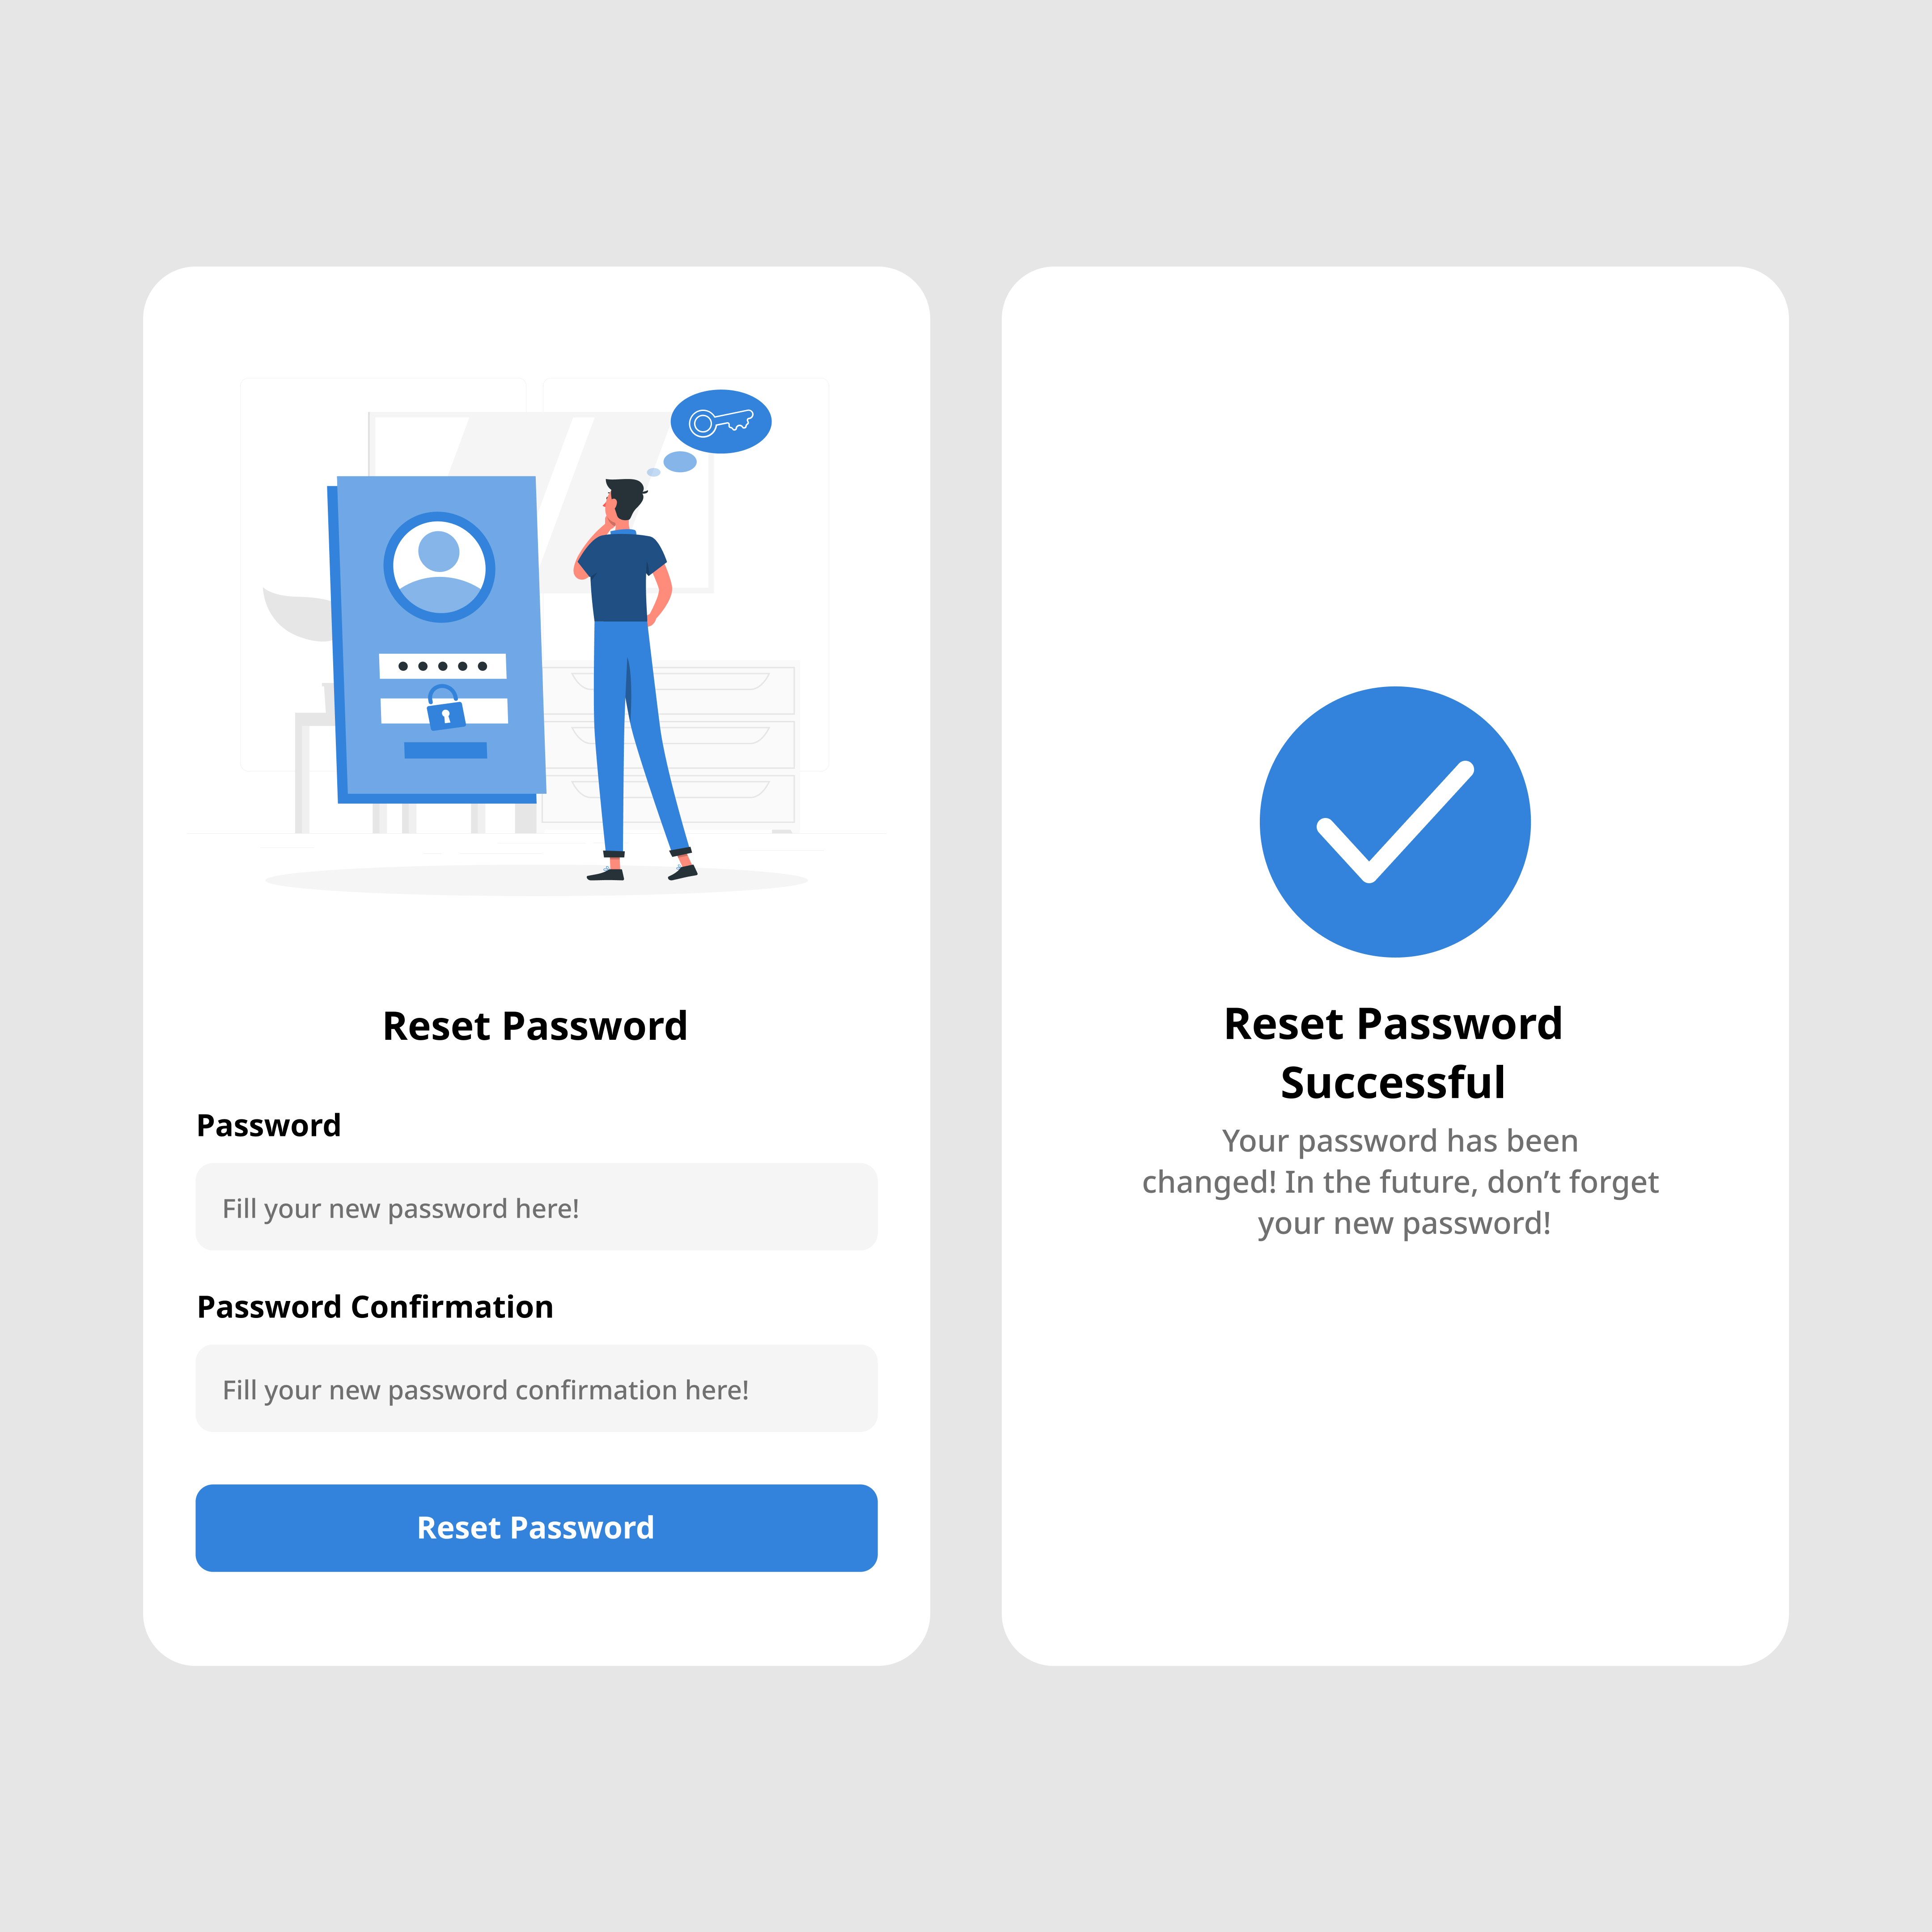 Reset Password
Password
Fill your new password here!
Password Confirmation
Fill your new password confirmation here!
Reset Password
Reset Password
Successful
Your password has been
changed! In the future, don’t forget
your new password!